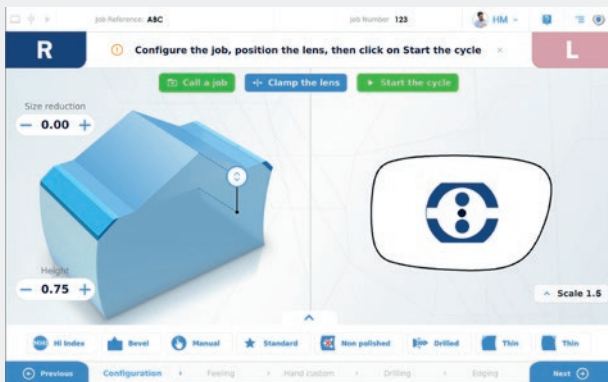 Job Reference: ABC
Job Number 123
HM
R
Configure the job, position the lens, then click on Start the cycle
L
Call a job
Clamp the lens
Start the cycle
Size reduction
− 0.00 +
Height
− 0.75 +
Scale 1.5
Hi Index
Bevel
Manual
Standard
Non polished
Drilled
Thin
Thin
Previous
Configuration
Feeling
Hand custom
Drilling
Edging
Next